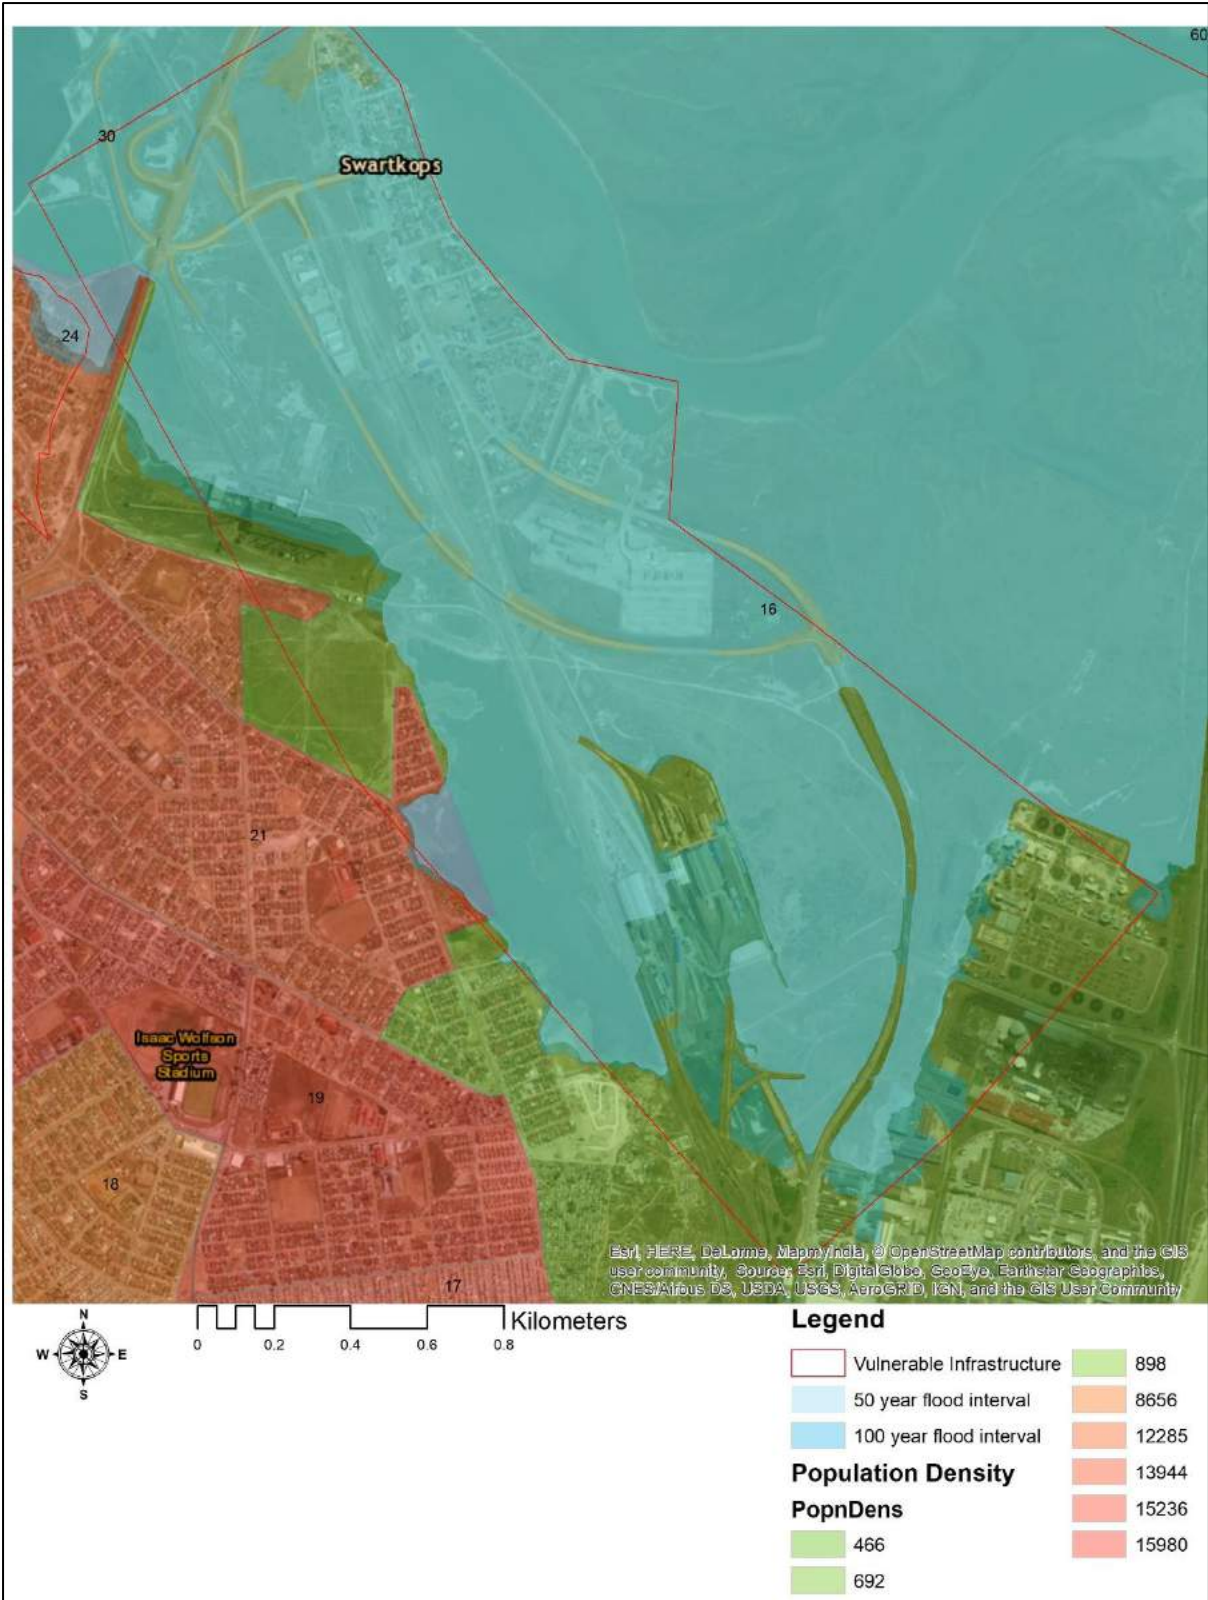 60
30
Swartkops
24
16
21
Isaac Wolfson
Sports
Stadium
19
18
17
Esri, HERE, DeLorme, MapmyIndia, © OpenStreetMap contributors, and the GIS
user community, Source: Esri, DigitalGlobe, GeoEye, Earthstar Geographics,
CNES/Airbus DS, USDA, USGS, AeroGRID, IGN, and the GIS User Community
N
W E
S
Kilometers
0 0.2 0.4 0.6 0.8
Legend
Vulnerable Infrastructure
50 year flood interval
100 year flood interval
Population Density
PopnDens
466
692
898
8656
12285
13944
15236
15980